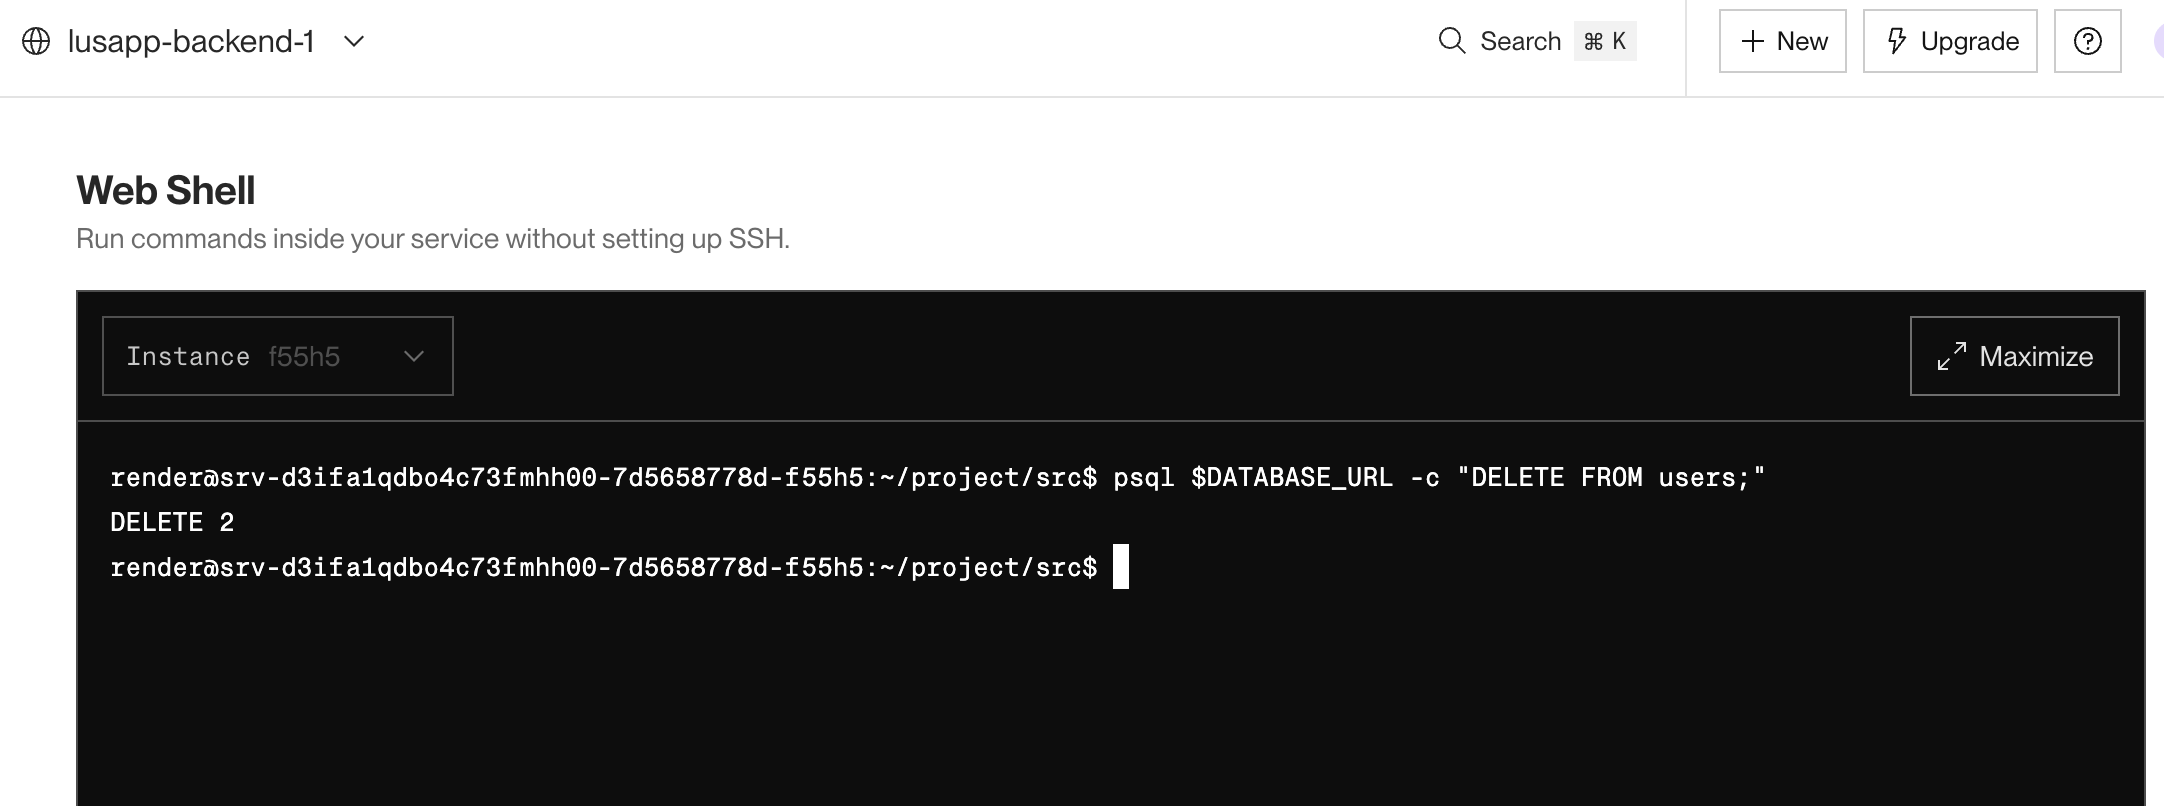 lusapp-backend-1
Search ⌘ K
+ New
Upgrade
?
Web Shell
Run commands inside your service without setting up SSH.
Instance f55h5
Maximize
render@srv-d3ifa1qdbo4c73fmhh00-7d5658778d-f55h5:~/project/src$ psql $DATABASE_URL -c "DELETE FROM users;"
DELETE 2
render@srv-d3ifa1qdbo4c73fmhh00-7d5658778d-f55h5:~/project/src$